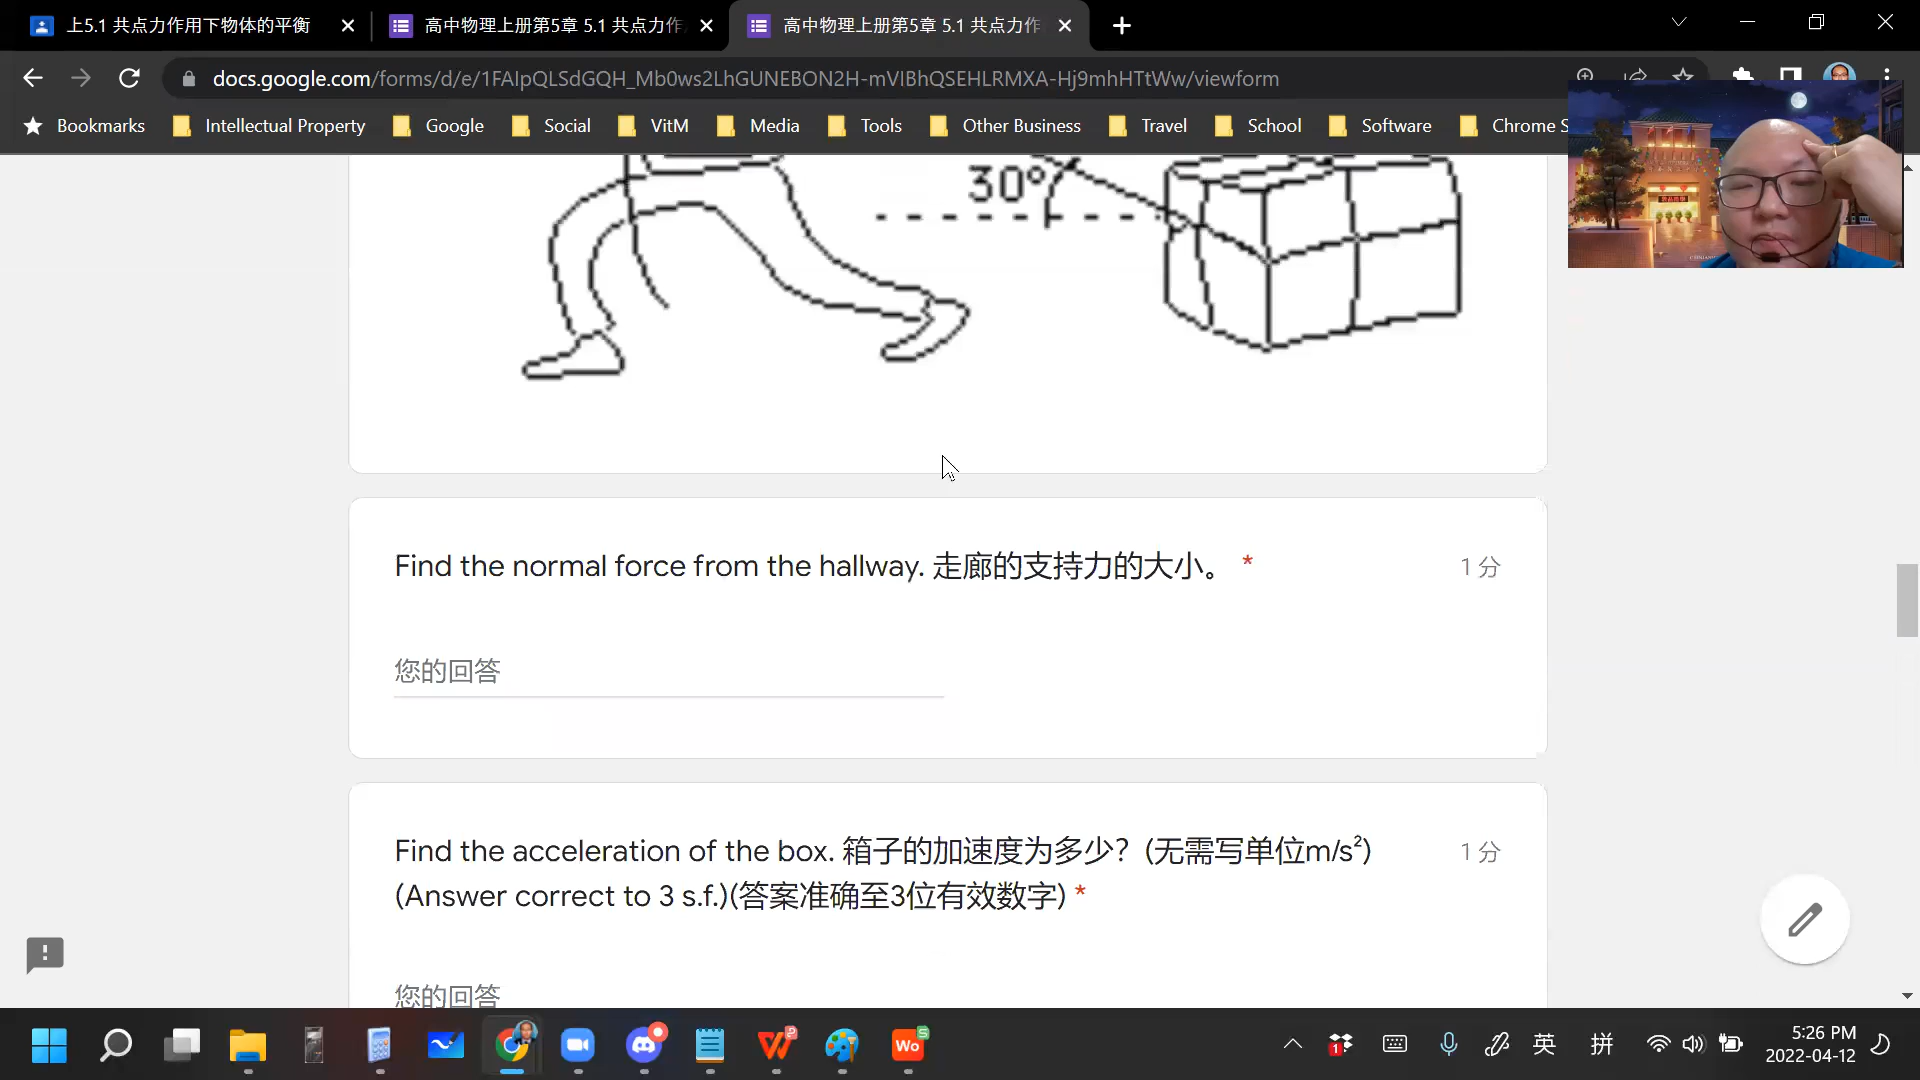 上5.1 共点力作用下物体的平衡
高中物理上册第5章 5.1 共点力作
高中物理上册第5章 5.1 共点力作
docs.google.com/forms/d/e/1FAIpQLSdGQH_Mb0ws2LhGUNEBON2H-mVIBhQSEHLRMXA-Hj9mhHTtWw/viewform
Bookmarks Intellectual Property Google Social VitM Media Tools Other Business Travel School Software Chrome S
30°
Find the normal force from the hallway. 走廊的支持力的大小。 *
1 分
您的回答
Find the acceleration of the box. 箱子的加速度为多少？(无需写单位m/s²)
1 分
(Answer correct to 3 s.f.)(答案准确至3位有效数字) *
您的回答
英 拼
5:26 PM
2022-04-12